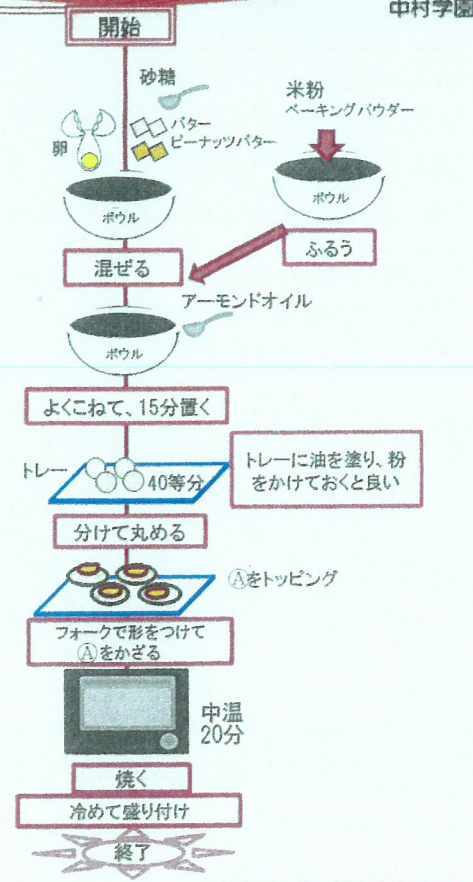 中村学園
開始
砂糖
バター
ピーナッツバター
卵
ボウル
米粉
ベーキングパウダー
ボウル
ふるう
混ぜる
アーモンドオイル
ボウル
よくこねて、15分置く
トレー
40等分
トレーに油を塗り、粉
をかけておくと良い
分けて丸める
Ⓐをトッピング
フォークで形をつけて
Ⓐをかざる
中温
20分
焼く
冷めて盛り付け
終了